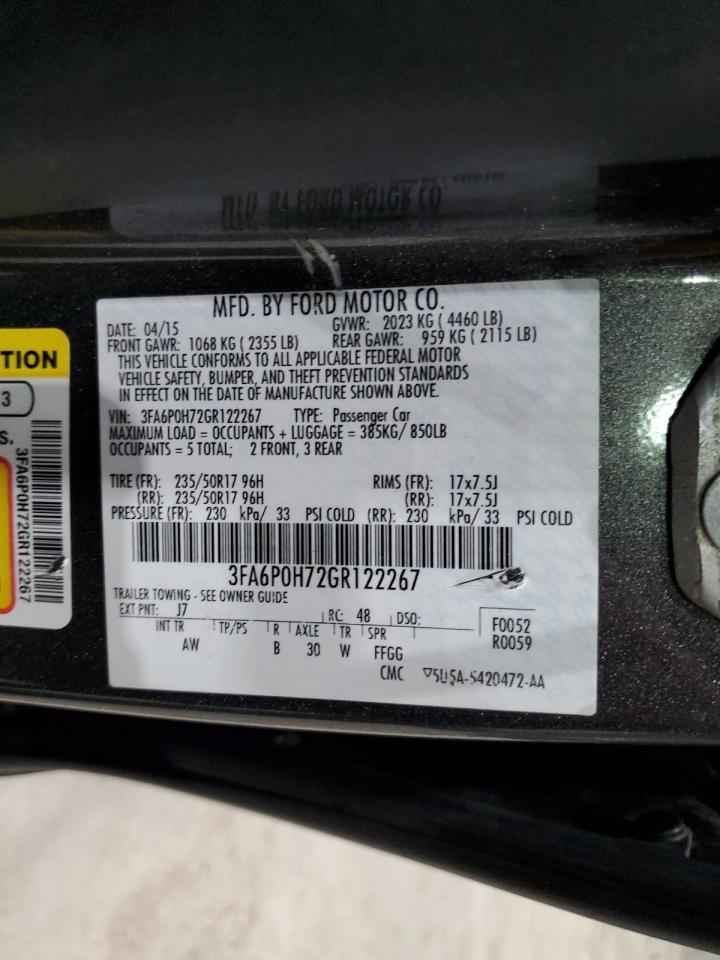 MFD. BY FORD MOTOR CO.
DATE: 04/15 GVWR: 2023 KG ( 4460 LB)
FRONT GAWR: 1068 KG ( 2355 LB) REAR GAWR: 959 KG ( 2115 LB)
THIS VEHICLE CONFORMS TO ALL APPLICABLE FEDERAL MOTOR
VEHICLE SAFETY, BUMPER, AND THEFT PREVENTION STANDARDS
IN EFFECT ON THE DATE OF MANUFACTURE SHOWN ABOVE.
VIN: 3FA6P0H72GR122267 TYPE: Passenger Car
MAXIMUM LOAD = OCCUPANTS + LUGGAGE = 385KG/ 850LB
OCCUPANTS = 5 TOTAL; 2 FRONT, 3 REAR
TIRE (FR): 235/50R17 96H RIMS (FR): 17x7.5J
(RR): 235/50R17 96H (RR): 17x7.5J
PRESSURE (FR): 230 kPa/ 33 PSI COLD (RR): 230 kPa/ 33 PSI COLD
3FA6P0H72GR122267
TRAILER TOWING - SEE OWNER GUIDE
EXT PNT: J7 RC: 48 DSO: F0052
INT TR TP/PS R AXLE TR SPR R0059
AW B 30 W FFGG
CMC 5U5A-5420472-AA
TION
3
S.
3FA6P0H72GR122267